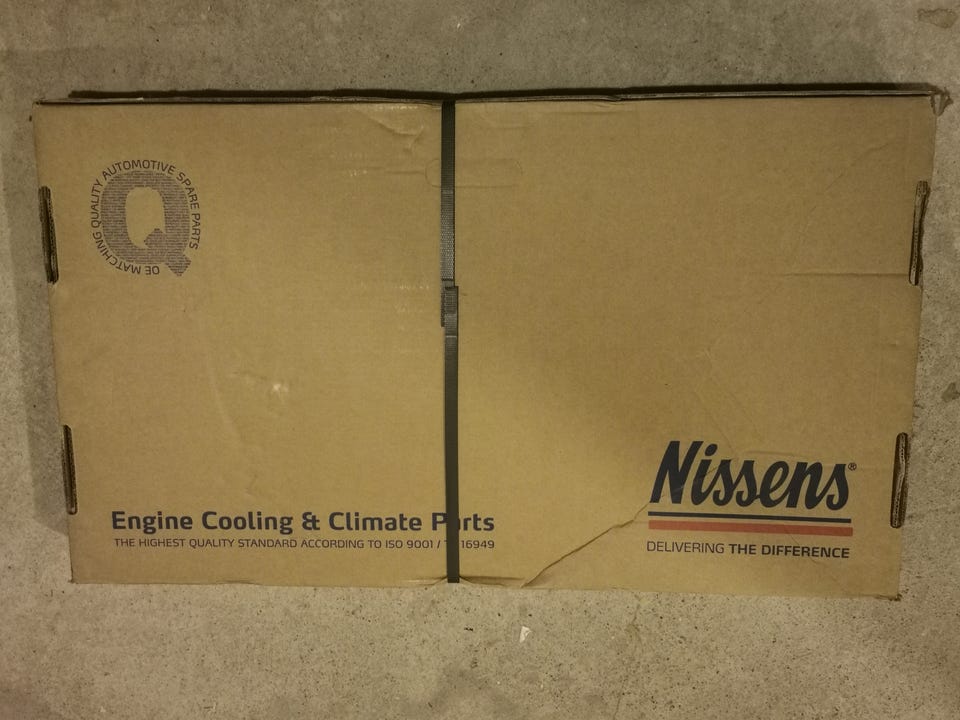 OE MATCHING QUALITY AUTOMOTIVE SPARE PARTS
Q
Nissens®
Engine Cooling & Climate P rts
THE HIGHEST QUALITY STANDARD ACCORDING TO ISO 9001 / T 16949
DELIVERING THE DIFFERENCE